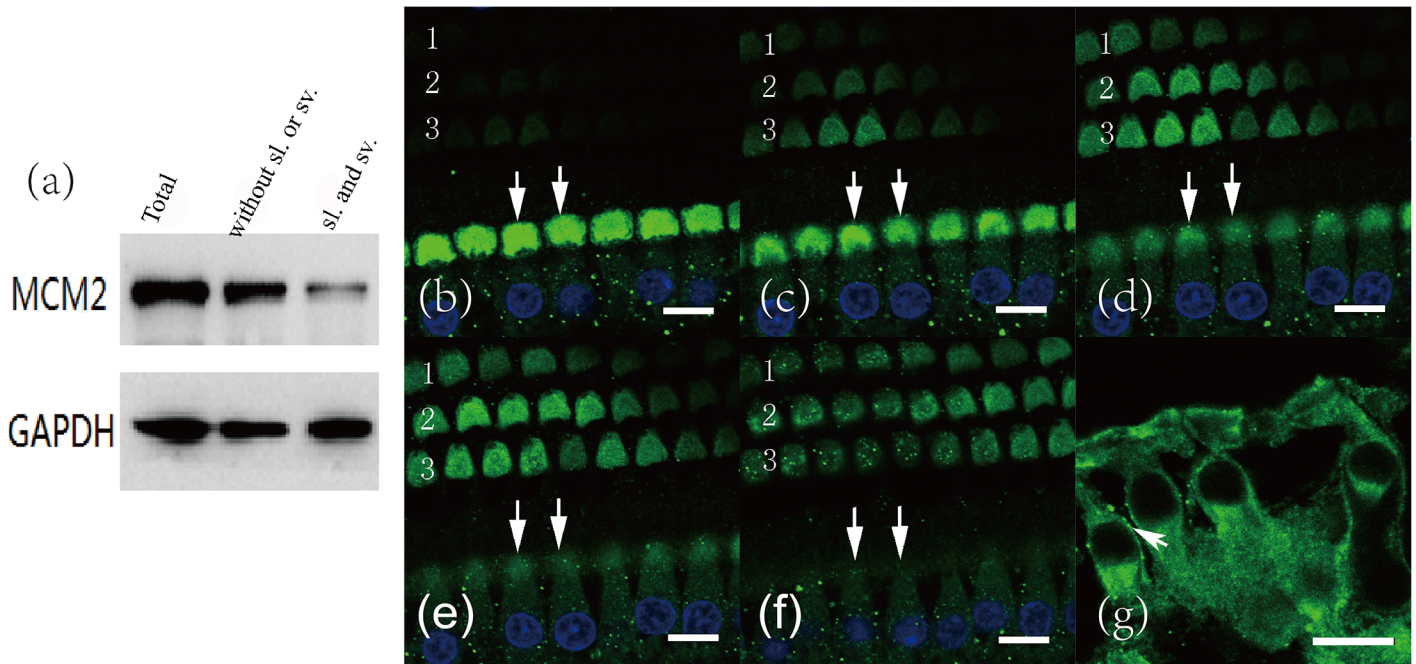 (a)
Total
without sl. or sv.
sl. and sv.
MCM2
GAPDH
1
2
3
(b)
1
2
3
(c)
1
2
3
(d)
1
2
3
(e)
1
2
3
(f)
(g)